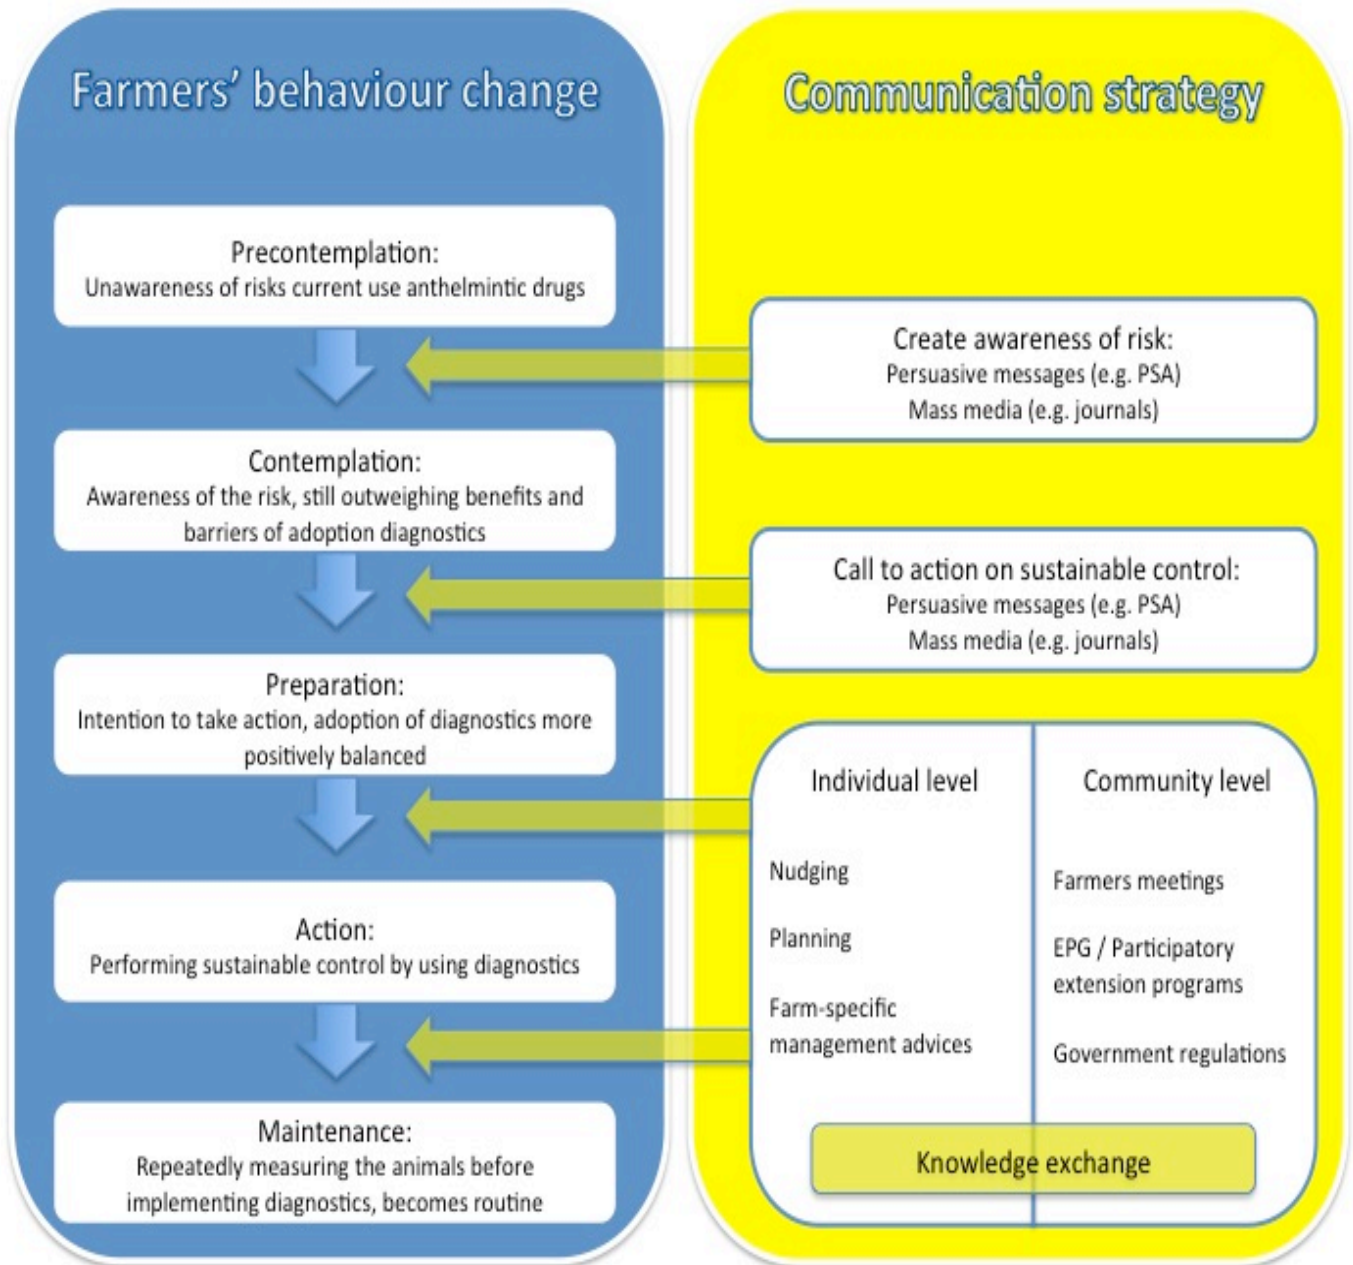 Farmers' behaviour change
Precontemplation:
Unawareness of risks current use anthelmintic drugs
Contemplation:
Awareness of the risk, still outweighing benefits and
barriers of adoption diagnostics
Preparation:
Intention to take action, adoption of diagnostics more
positively balanced
Action:
Performing sustainable control by using diagnostics
Maintenance:
Repeatedly measuring the animals before
implementing diagnostics, becomes routine
Communication strategy
Create awareness of risk:
Persuasive messages (e.g. PSA)
Mass media (e.g. journals)
Call to action on sustainable control:
Persuasive messages (e.g. PSA)
Mass media (e.g. journals)
Individual level
Nudging
Planning
Farm-specific
management advices
Community level
Farmers meetings
EPG / Participatory
extension programs
Government regulations
Knowledge exchange